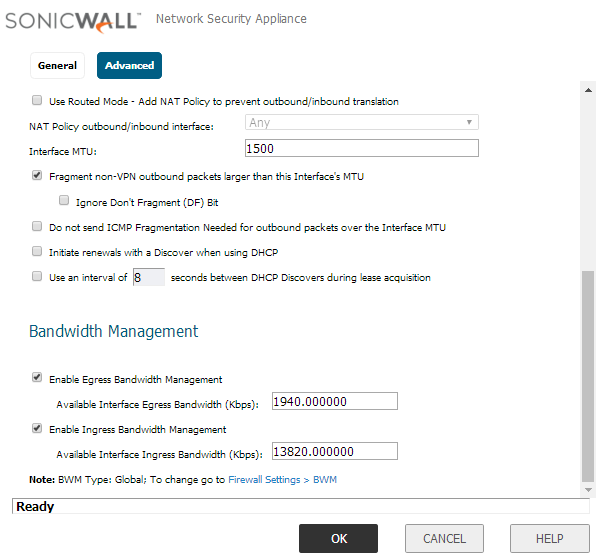 SONICWALL™ Network Security Appliance
General Advanced
Use Routed Mode - Add NAT Policy to prevent outbound/inbound translation
NAT Policy outbound/inbound interface: Any
Interface MTU: 1500
Fragment non-VPN outbound packets larger than this Interface's MTU
Ignore Don't Fragment (DF) Bit
Do not send ICMP Fragmentation Needed for outbound packets over the Interface MTU
Initiate renewals with a Discover when using DHCP
Use an interval of 8 seconds between DHCP Discovers during lease acquisition
Bandwidth Management
Enable Egress Bandwidth Management
Available Interface Egress Bandwidth (Kbps): 1940.000000
Enable Ingress Bandwidth Management
Available Interface Ingress Bandwidth (Kbps): 13820.000000
Note: BWM Type: Global; To change go to Firewall Settings > BWM
Ready
OK CANCEL HELP